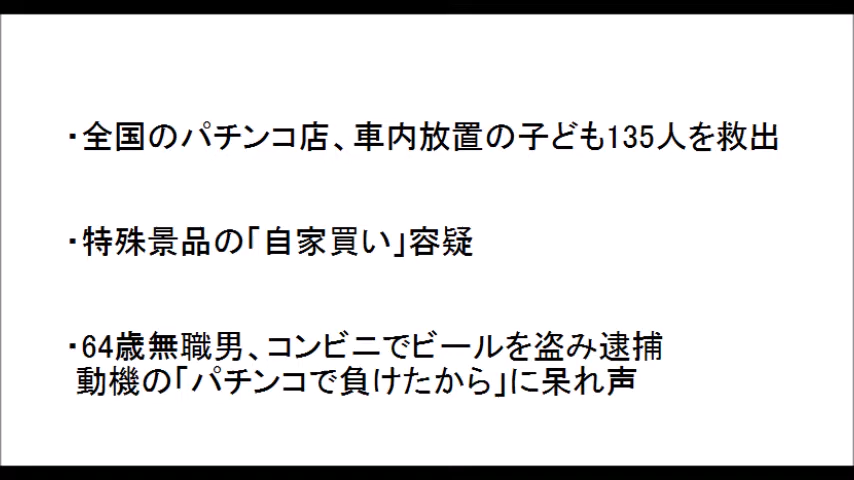 ・全国のパチンコ店、車内放置の子ども135人を救出
・特殊景品の｢自家買い｣容疑
・64歳無職男、コンビニでビールを盗み逮捕
動機の｢パチンコで負けたから｣に呆れ声